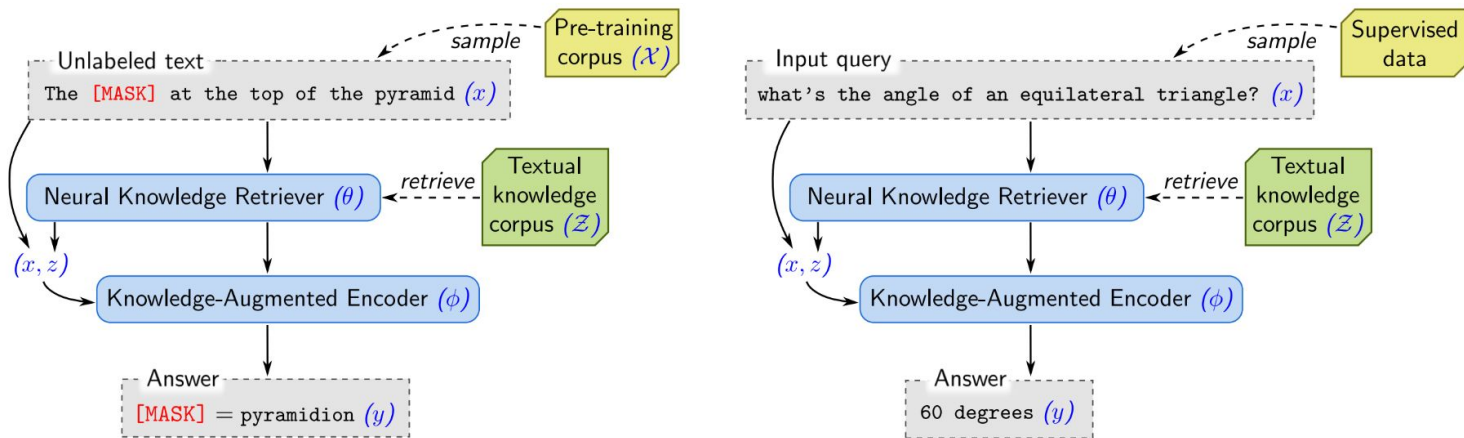 Pre-training
corpus (𝒳)
sample
Unlabeled text
The [MASK] at the top of the pyramid (x)
Neural Knowledge Retriever (θ)
retrieve
Textual
knowledge
corpus (𝒵)
(x, z)
Knowledge-Augmented Encoder (ϕ)
Answer
[MASK] = pyramidion (y)
Supervised
data
sample
Input query
what's the angle of an equilateral triangle? (x)
Neural Knowledge Retriever (θ)
retrieve
Textual
knowledge
corpus (𝒵)
(x, z)
Knowledge-Augmented Encoder (ϕ)
Answer
60 degrees (y)